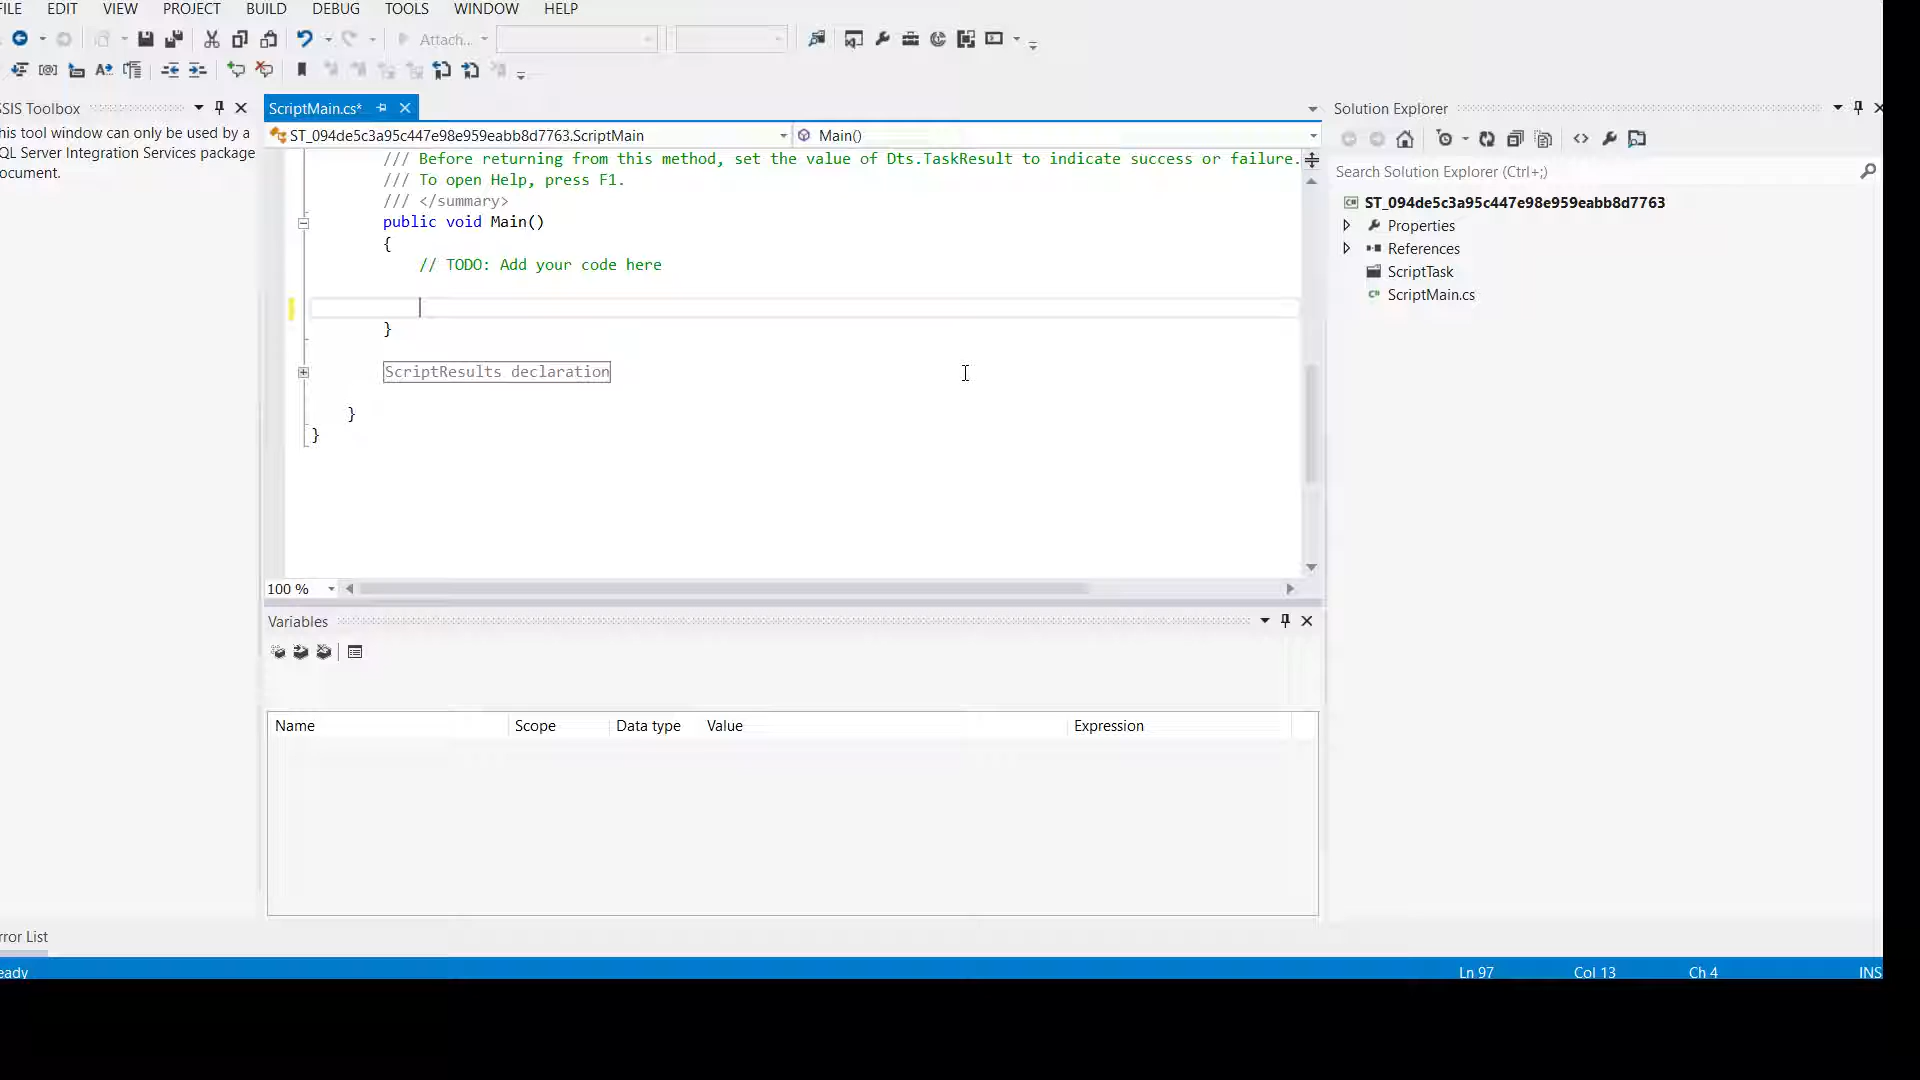 FILE EDIT VIEW PROJECT BUILD DEBUG TOOLS WINDOW HELP
Attach...
SSIS Toolbox
his tool window can only be used by a
QL Server Integration Services package
ocument.
ScriptMain.cs*
ST_094de5c3a95c447e98e959eabb8d7763.ScriptMain
Main()
/// Before returning from this method, set the value of Dts.TaskResult to indicate success or failure.
/// To open Help, press F1.
/// </summary>
public void Main()
{
// TODO: Add your code here
}
ScriptResults declaration
}
}
100 %
Variables
Name Scope Data type Value Expression
Solution Explorer
Search Solution Explorer (Ctrl+;)
ST_094de5c3a95c447e98e959eabb8d7763
Properties
References
ScriptTask
ScriptMain.cs
rror List
eady Ln 97 Col 13 Ch 4 INS